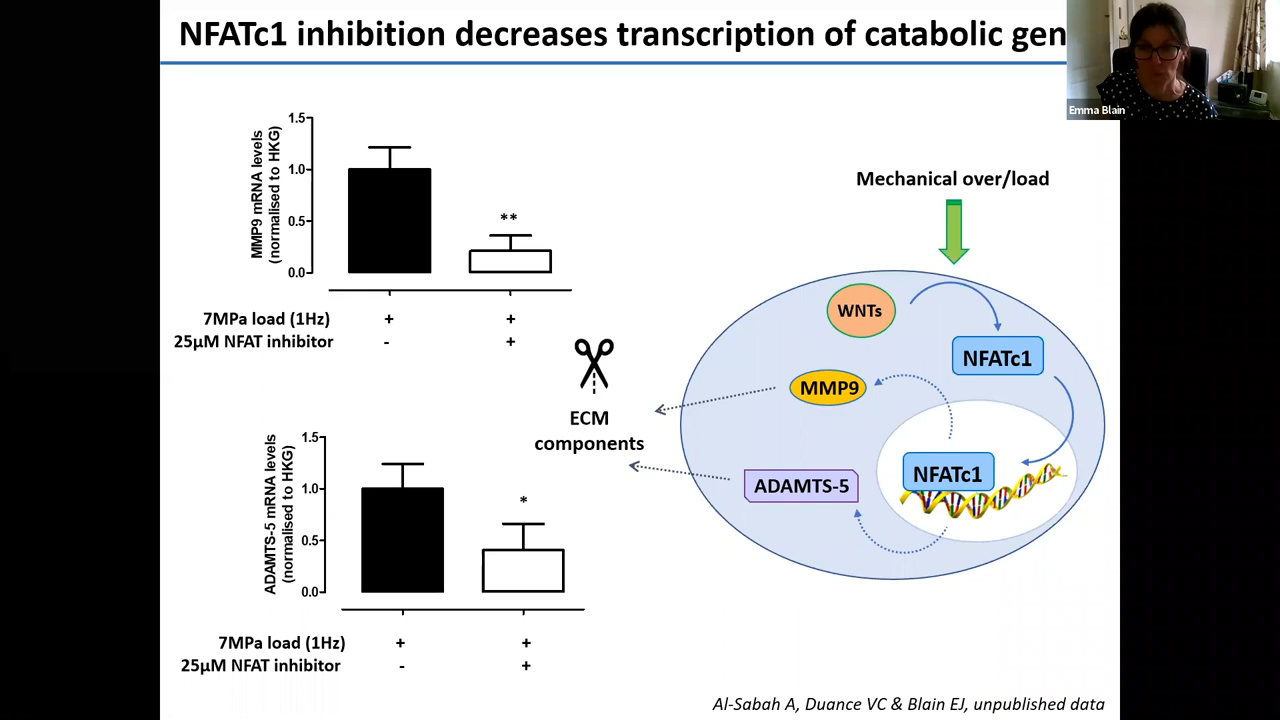 NFATc1 inhibition decreases transcription of catabolic gen
Emma Blain
MMP9 mRNA levels
(normalised to HKG)
1.5
1.0
0.5
0.0
**
7MPa load (1Hz) + +
25µM NFAT inhibitor - +
ADAMTS-5 mRNA levels
(normalised to HKG)
1.5
1.0
0.5
0.0
*
7MPa load (1Hz) + +
25µM NFAT inhibitor - +
ECM
components
Mechanical over/load
WNTs
NFATc1
MMP9
NFATc1
ADAMTS-5
Al-Sabah A, Duance VC & Blain EJ, unpublished data